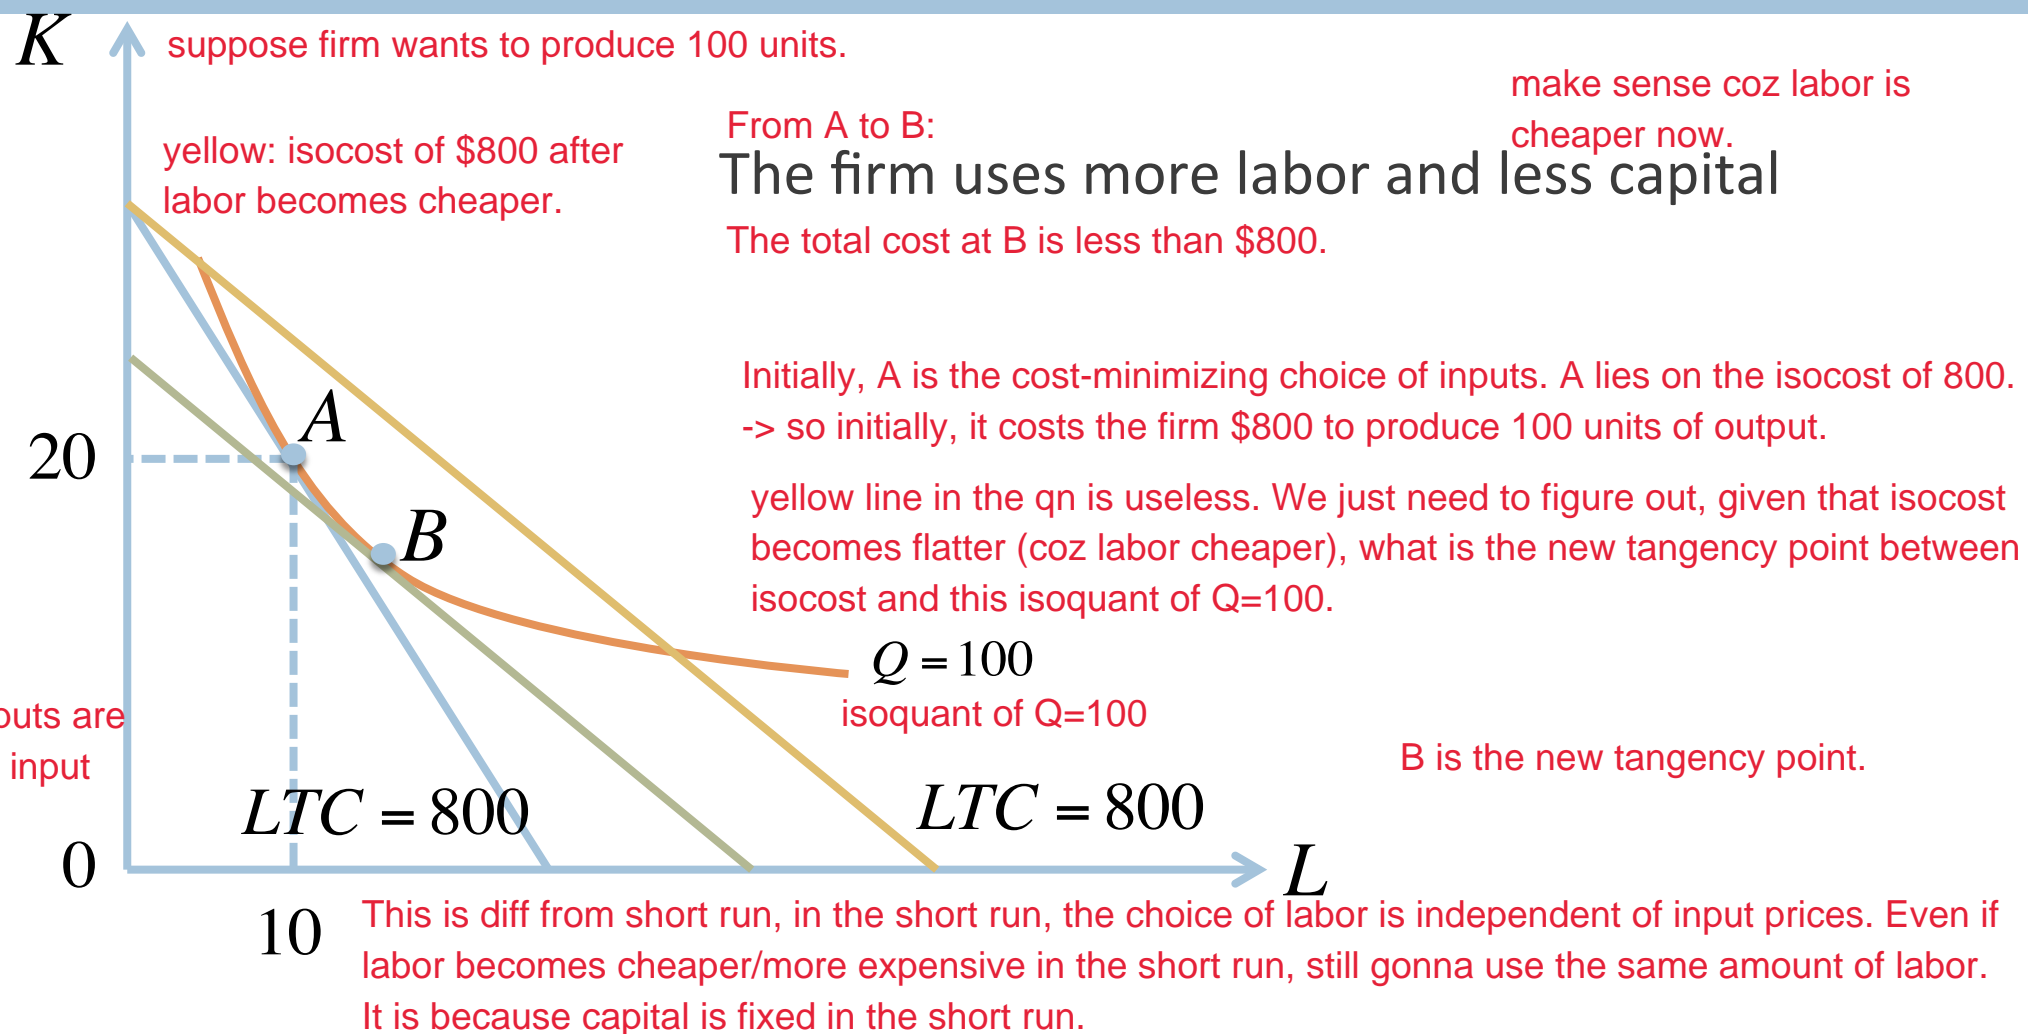 K
suppose firm wants to produce 100 units.
make sense coz labor is
cheaper now.
From A to B:
yellow: isocost of $800 after
labor becomes cheaper.
The firm uses more labor and less capital
The total cost at B is less than $800.
Initially, A is the cost-minimizing choice of inputs. A lies on the isocost of 800.
-> so initially, it costs the firm $800 to produce 100 units of output.
A
20
yellow line in the qn is useless. We just need to figure out, given that isocost
becomes flatter (coz labor cheaper), what is the new tangency point between
isocost and this isoquant of Q=100.
B
Q = 100
isoquant of Q=100
outs are
input
B is the new tangency point.
LTC = 800
LTC = 800
0
L
10
This is diff from short run, in the short run, the choice of labor is independent of input prices. Even if
labor becomes cheaper/more expensive in the short run, still gonna use the same amount of labor.
It is because capital is fixed in the short run.